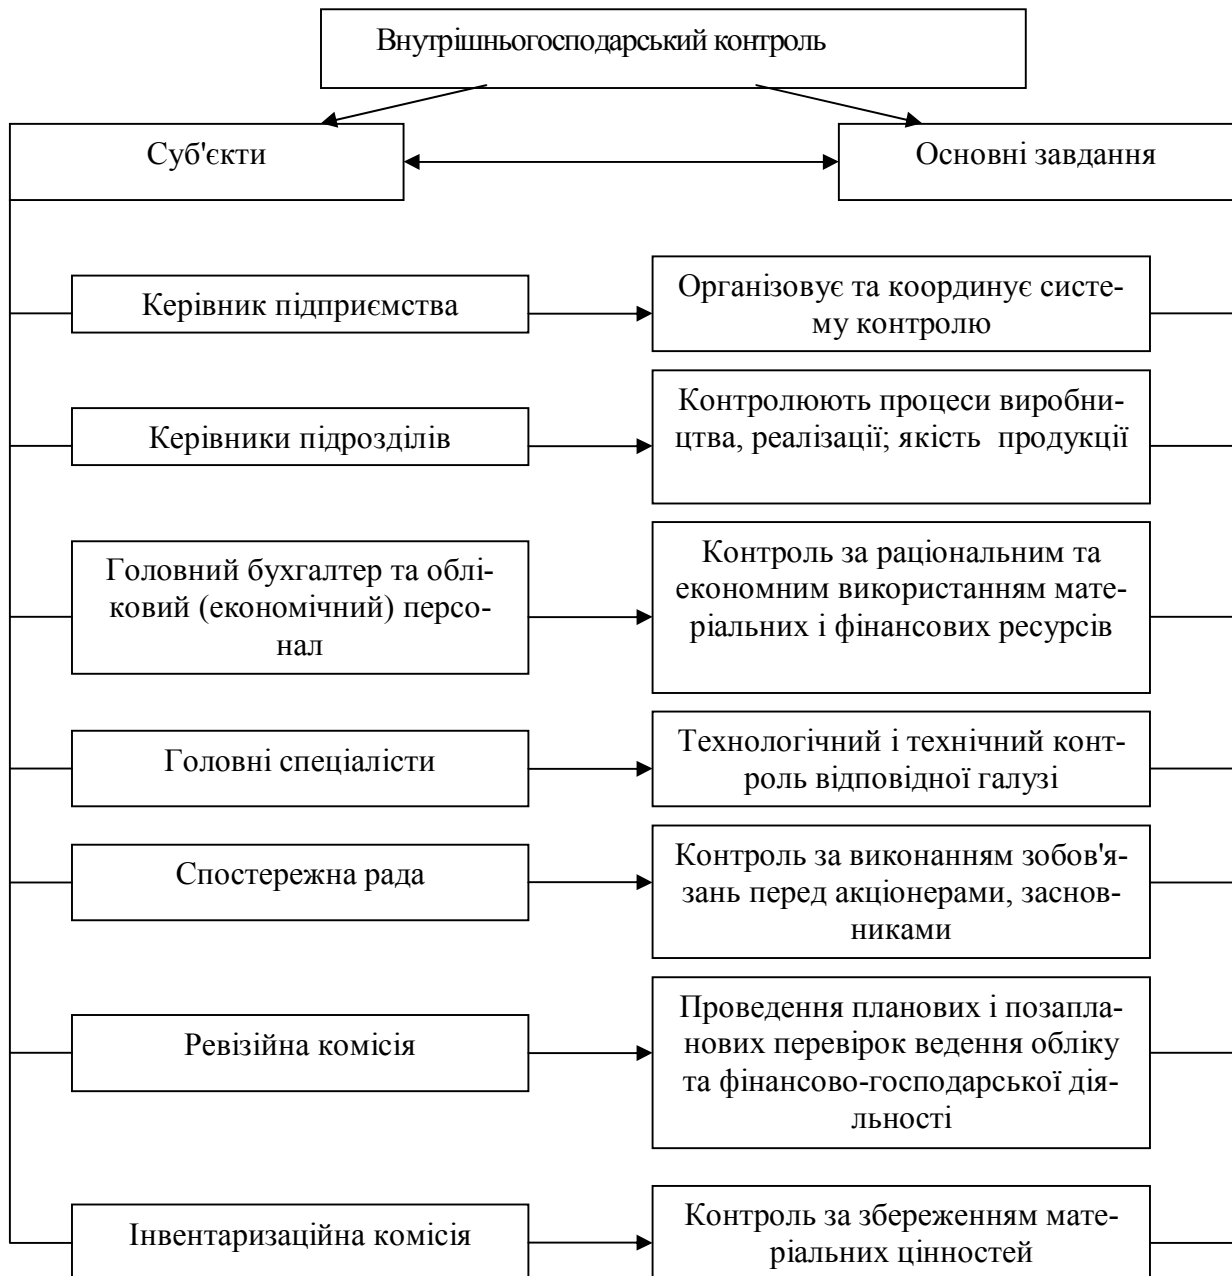 Внутрішньогосподарський контроль
Суб'єкти
Основні завдання
Керівник підприємства
Організовує та координує систе-
му контролю
Керівники підрозділів
Контролюють процеси виробни-
цтва, реалізації; якість продукції
Головний бухгалтер та облі-
ковий (економічний) персо-
нал
Контроль за раціональним та
економним використанням мате-
ріальних і фінансових ресурсів
Головні спеціалісти
Технологічний і технічний кон-
троль відповідної галузі
Спостережна рада
Контроль за виконанням зобов'я-
зань перед акціонерами, заснов-
никами
Ревізійна комісія
Проведення планових і позапла-
нових перевірок ведення обліку
та фінансово-господарської дія-
льності
Інвентаризаційна комісія
Контроль за збереженням мате-
ріальних цінностей